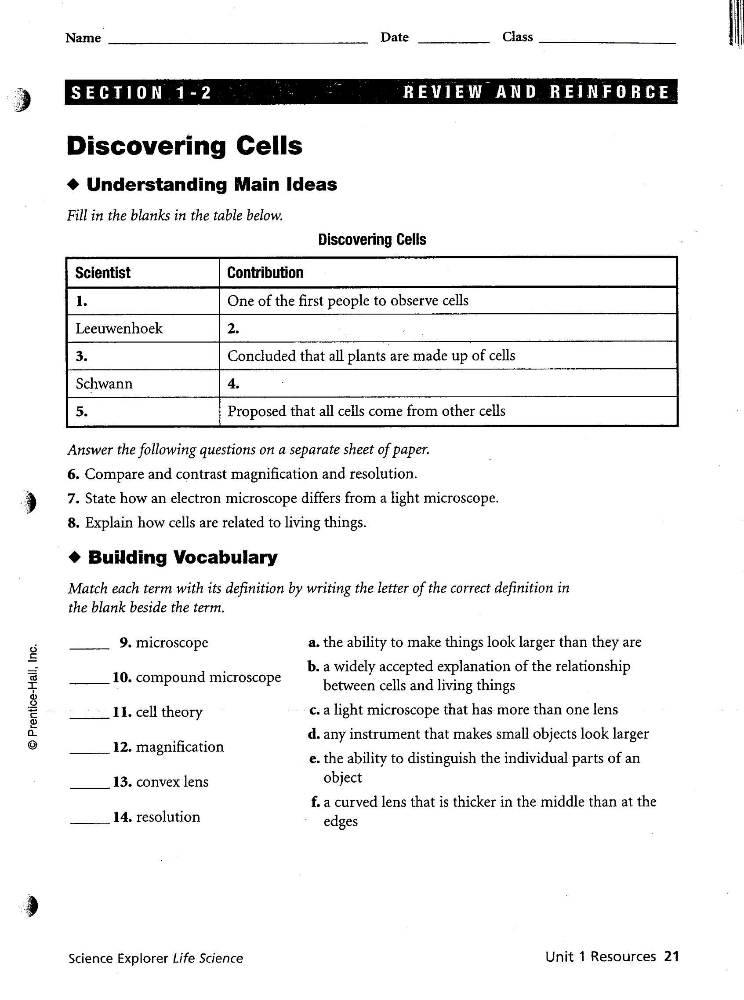 Name Date Class
SECTION 1-2 REVIEW AND REINFORCE
Discovering Cells
◆ Understanding Main Ideas
Fill in the blanks in the table below.
Discovering Cells
Scientist Contribution
1. One of the first people to observe cells
Leeuwenhoek 2.
3. Concluded that all plants are made up of cells
Schwann 4.
5. Proposed that all cells come from other cells
Answer the following questions on a separate sheet of paper.
6. Compare and contrast magnification and resolution.
7. State how an electron microscope differs from a light microscope.
8. Explain how cells are related to living things.
◆ Building Vocabulary
Match each term with its definition by writing the letter of the correct definition in
the blank beside the term.
9. microscope
10. compound microscope
11. cell theory
12. magnification
13. convex lens
14. resolution
a. the ability to make things look larger than they are
b. a widely accepted explanation of the relationship
between cells and living things
c. a light microscope that has more than one lens
d. any instrument that makes small objects look larger
e. the ability to distinguish the individual parts of an
object
f. a curved lens that is thicker in the middle than at the
edges
© Prentice-Hall, Inc.
Science Explorer Life Science
Unit 1 Resources 21